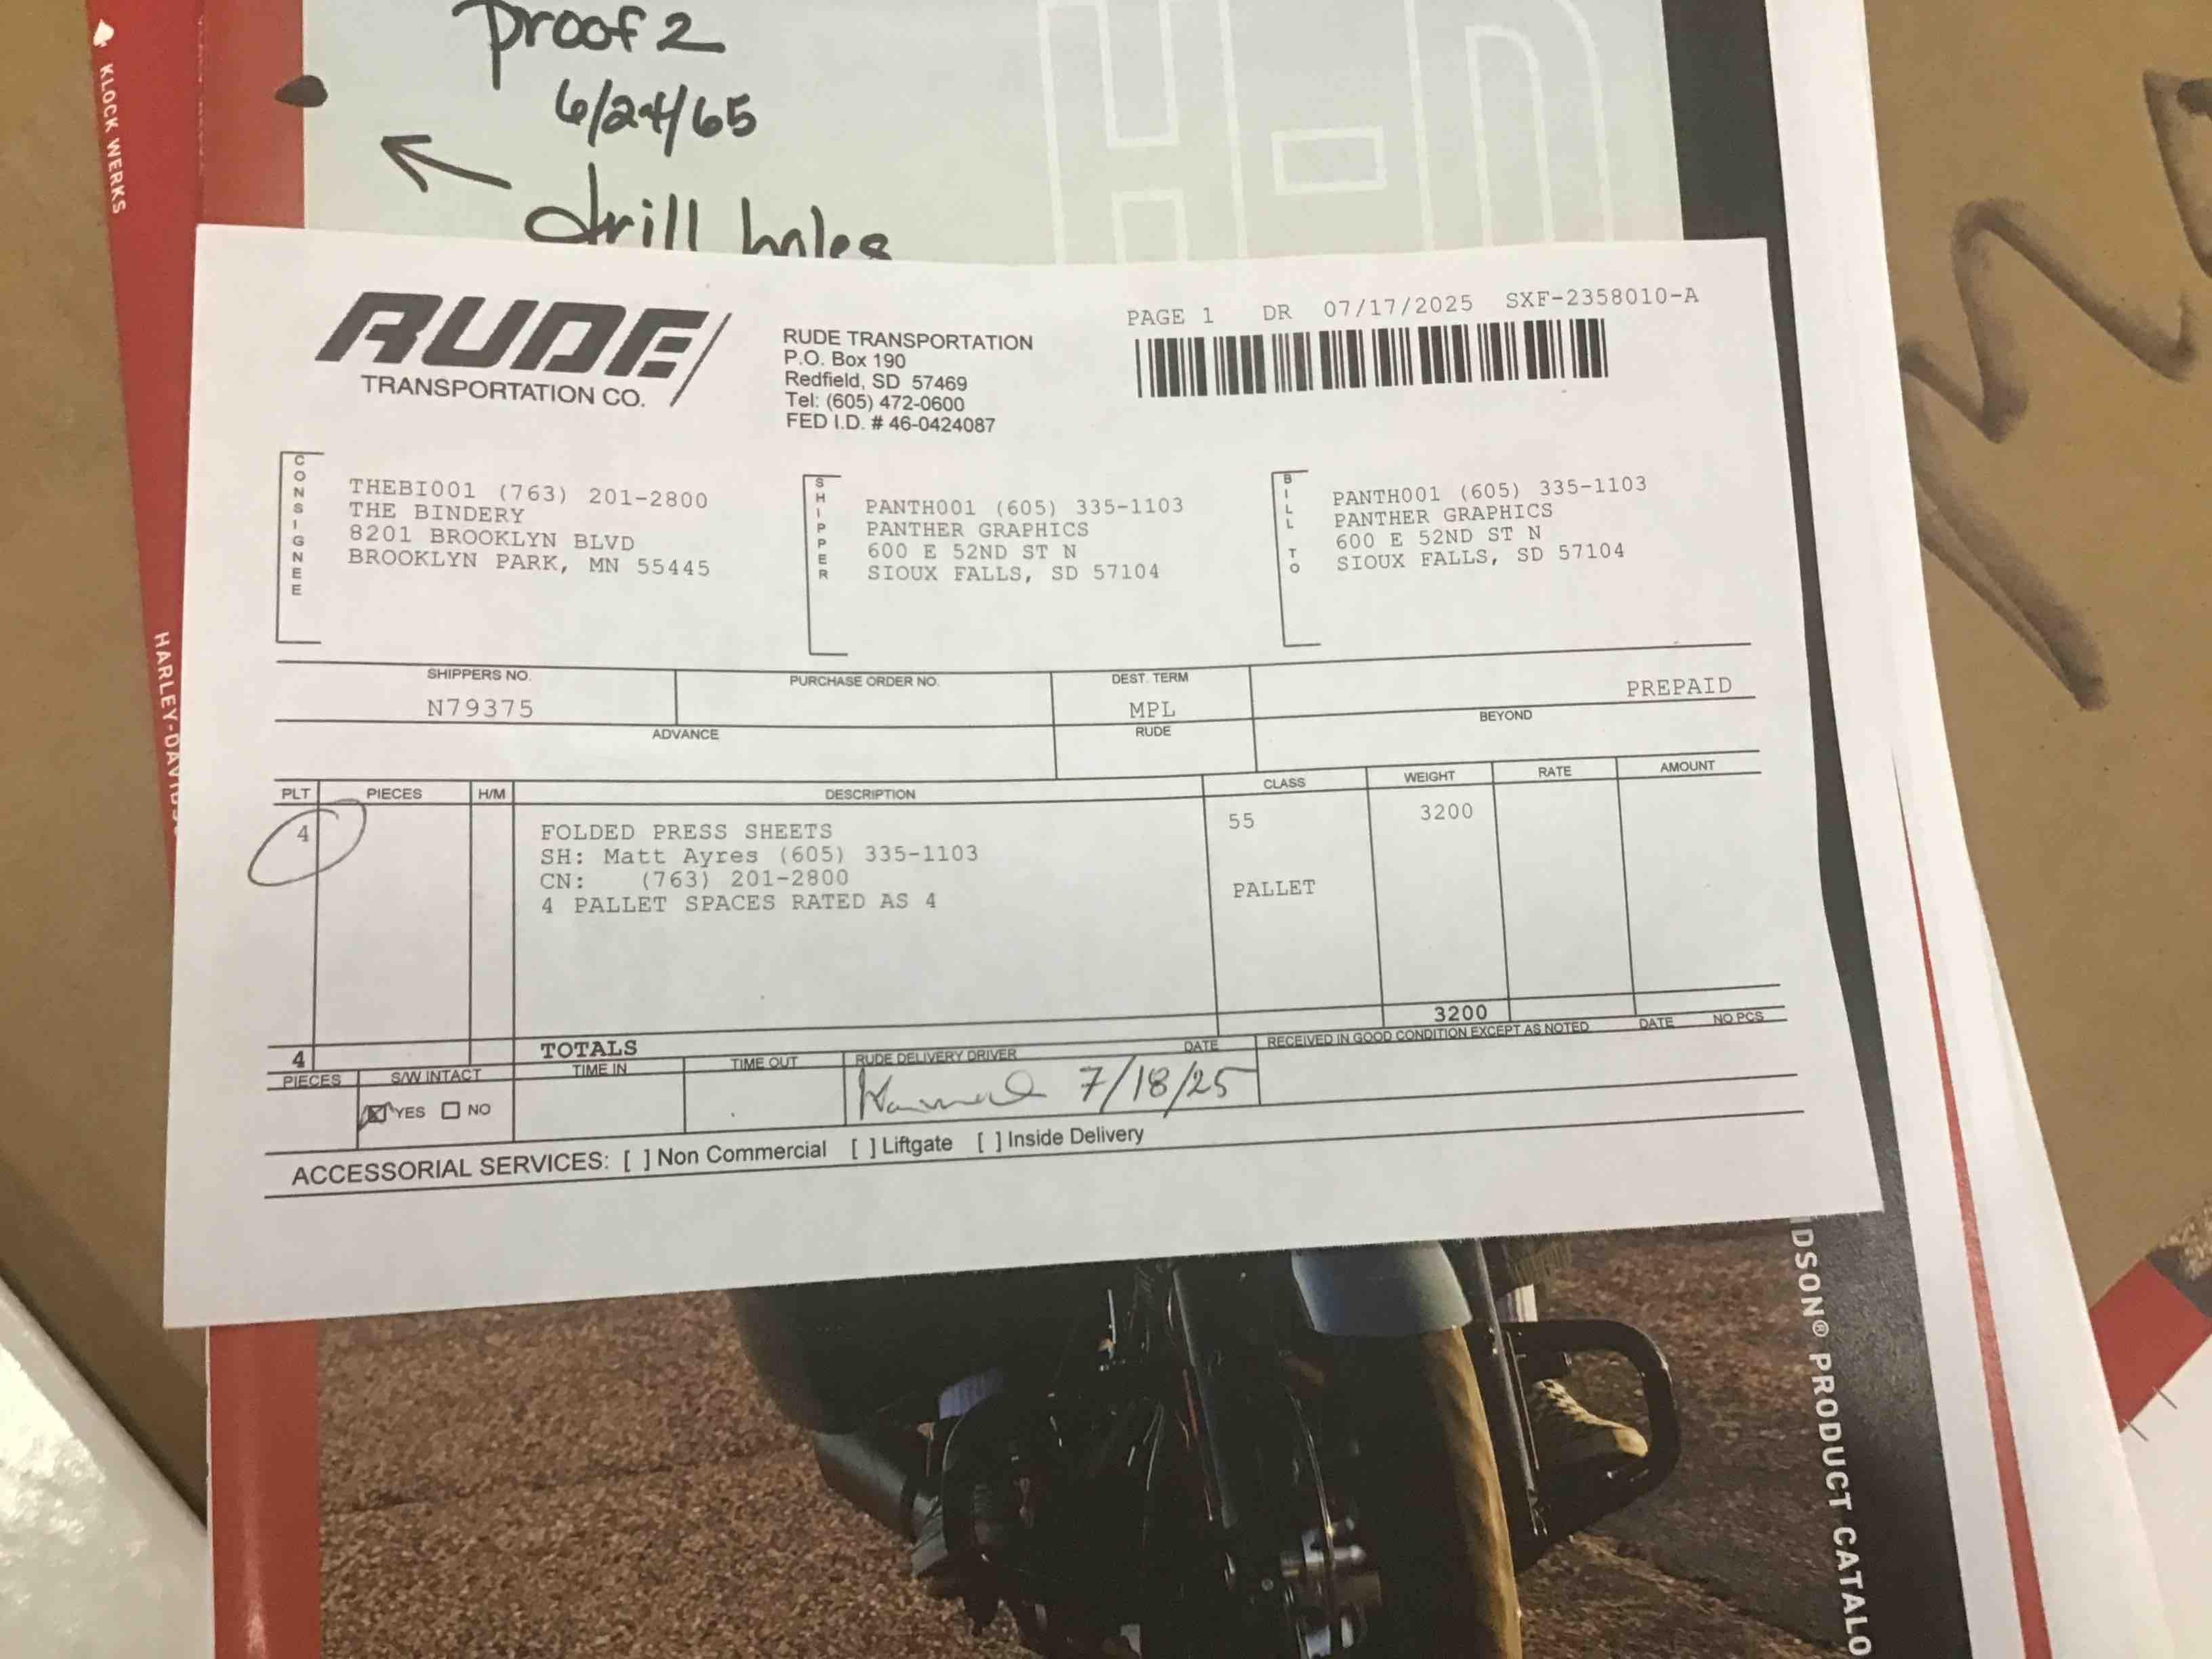 proof 2
6/24/65
drill holes
KLOCK WERKS
HARLEY-DAVIDSO
RUDE
TRANSPORTATION CO.
RUDE TRANSPORTATION
P.O. Box 190
Redfield, SD 57469
Tel: (605) 472-0600
FED I.D. # 46-0424087
PAGE 1 DR 07/17/2025 SXF-2358010-A
CONSIGNEE
THEBI001 (763) 201-2800
THE BINDERY
8201 BROOKLYN BLVD
BROOKLYN PARK, MN 55445
SHIPPER
PANTH001 (605) 335-1103
PANTHER GRAPHICS
600 E 52ND ST N
SIOUX FALLS, SD 57104
BILL TO
PANTH001 (605) 335-1103
PANTHER GRAPHICS
600 E 52ND ST N
SIOUX FALLS, SD 57104
SHIPPERS NO. PURCHASE ORDER NO. DEST. TERM
N79375 MPL PREPAID
ADVANCE RUDE BEYOND
PLT PIECES H/M DESCRIPTION CLASS WEIGHT RATE AMOUNT
4 FOLDED PRESS SHEETS 55 3200
SH: Matt Ayres (605) 335-1103
CN: (763) 201-2800
4 PALLET SPACES RATED AS 4 PALLET
4 TOTALS 3200
PIECES S/W INTACT TIME IN TIME OUT RUDE DELIVERY DRIVER DATE RECEIVED IN GOOD CONDITION EXCEPT AS NOTED DATE NO PCS
YES NO 7/18/25
ACCESSORIAL SERVICES: [ ] Non Commercial [ ] Liftgate [ ] Inside Delivery
DSON® PRODUCT CATALO